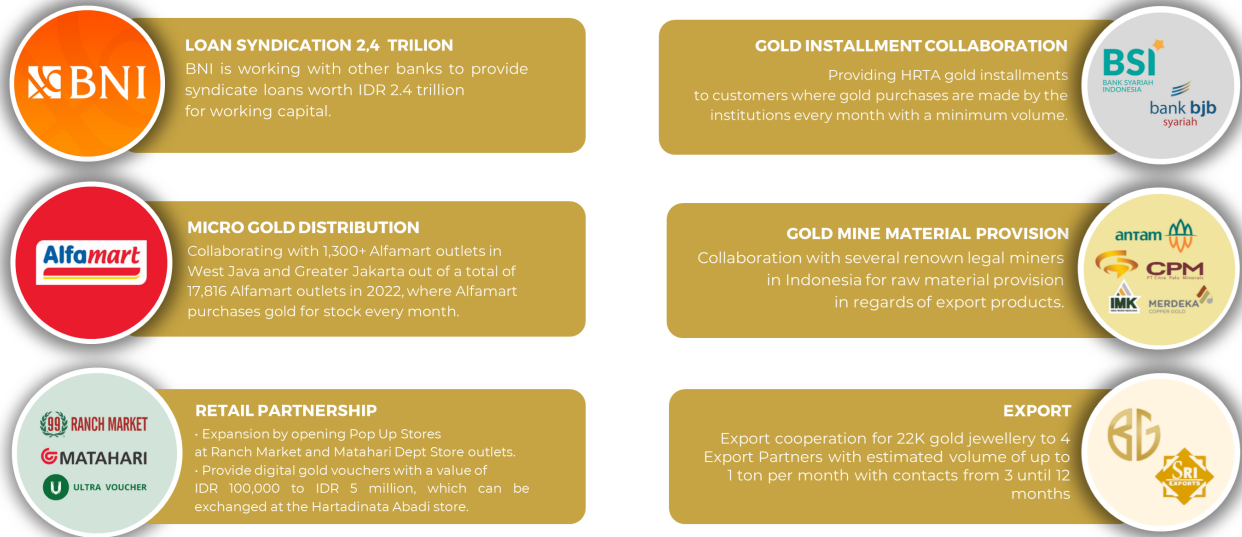 BNI
LOAN SYNDICATION 2,4 TRILION
BNI is working with other banks to provide
syndicate loans worth IDR 2.4 trillion
for working capital.
GOLD INSTALLMENT COLLABORATION
Providing HRTA gold installments
to customers where gold purchases are made by the
institutions every month with a minimum volume.
BSI
BANK SYARIAH
INDONESIA
bank bjb
syariah
Alfamart
MICRO GOLD DISTRIBUTION
Collaborating with 1,300+ Alfamart outlets in
West Java and Greater Jakarta out of a total of
17,816 Alfamart outlets in 2022, where Alfamart
purchases gold for stock every month.
GOLD MINE MATERIAL PROVISION
Collaboration with several renown legal miners
in Indonesia for raw material provision
in regards of export products.
antam
CPM
PT Citra Palu Minerals
IMK
MERDEKA
COPPER GOLD
99 RANCH MARKET
MATAHARI
U ULTRA VOUCHER
RETAIL PARTNERSHIP
· Expansion by opening Pop Up Stores
at Ranch Market and Matahari Dept Store outlets.
· Provide digital gold vouchers with a value of
IDR 100,000 to IDR 5 million, which can be
exchanged at the Hartadinata Abadi store.
EXPORT
Export cooperation for 22K gold jewellery to 4
Export Partners with estimated volume of up to
1 ton per month with contacts from 3 until 12
months
SRI
EXPORTS